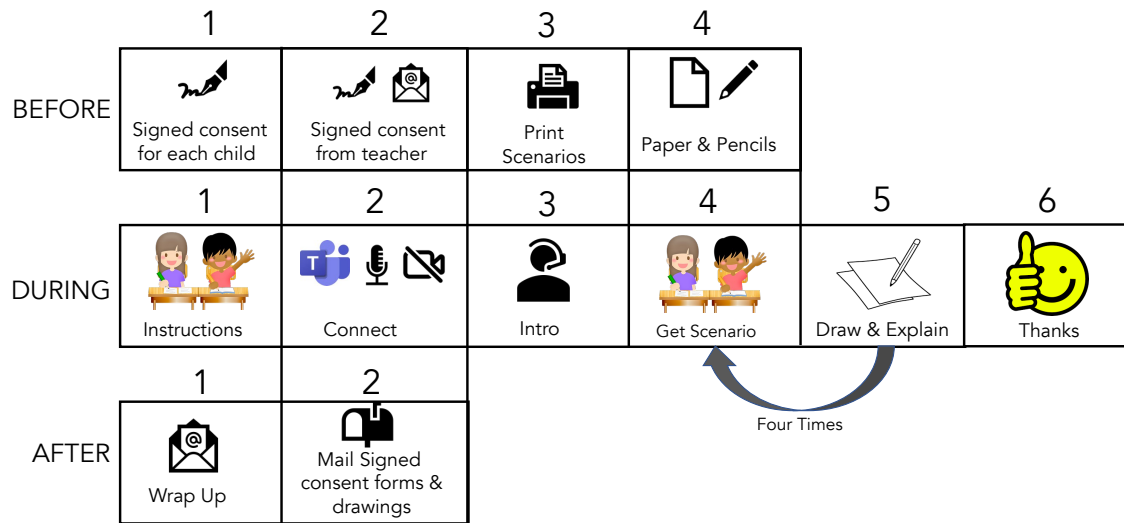 1 2 3 4
BEFORE
Signed consent
for each child
Signed consent
from teacher
Print
Scenarios
Paper & Pencils
1 2 3 4 5 6
DURING
Instructions
T
Connect
Intro
Get Scenario
Draw & Explain
Thanks
Four Times
1 2
AFTER
@
Wrap Up
Mail Signed
consent forms &
drawings